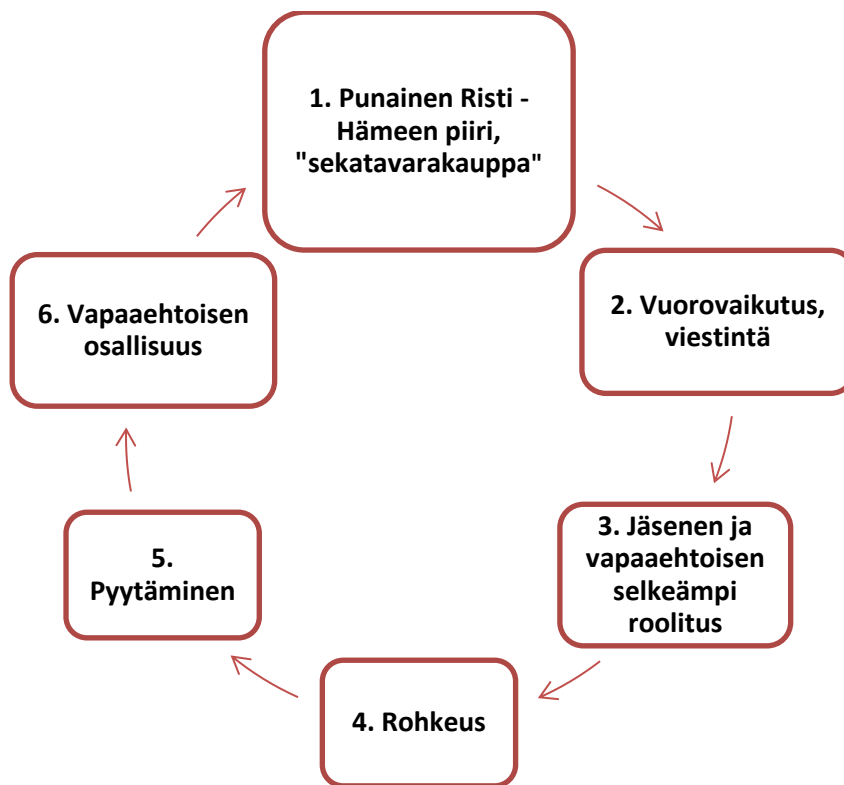 1. Punainen Risti -
Hämeen piiri,
"sekatavarakauppa"
2. Vuorovaikutus,
viestintä
3. Jäsenen ja
vapaaehtoisen
selkeämpi
roolitus
4. Rohkeus
5.
Pyytäminen
6. Vapaaehtoisen
osallisuus